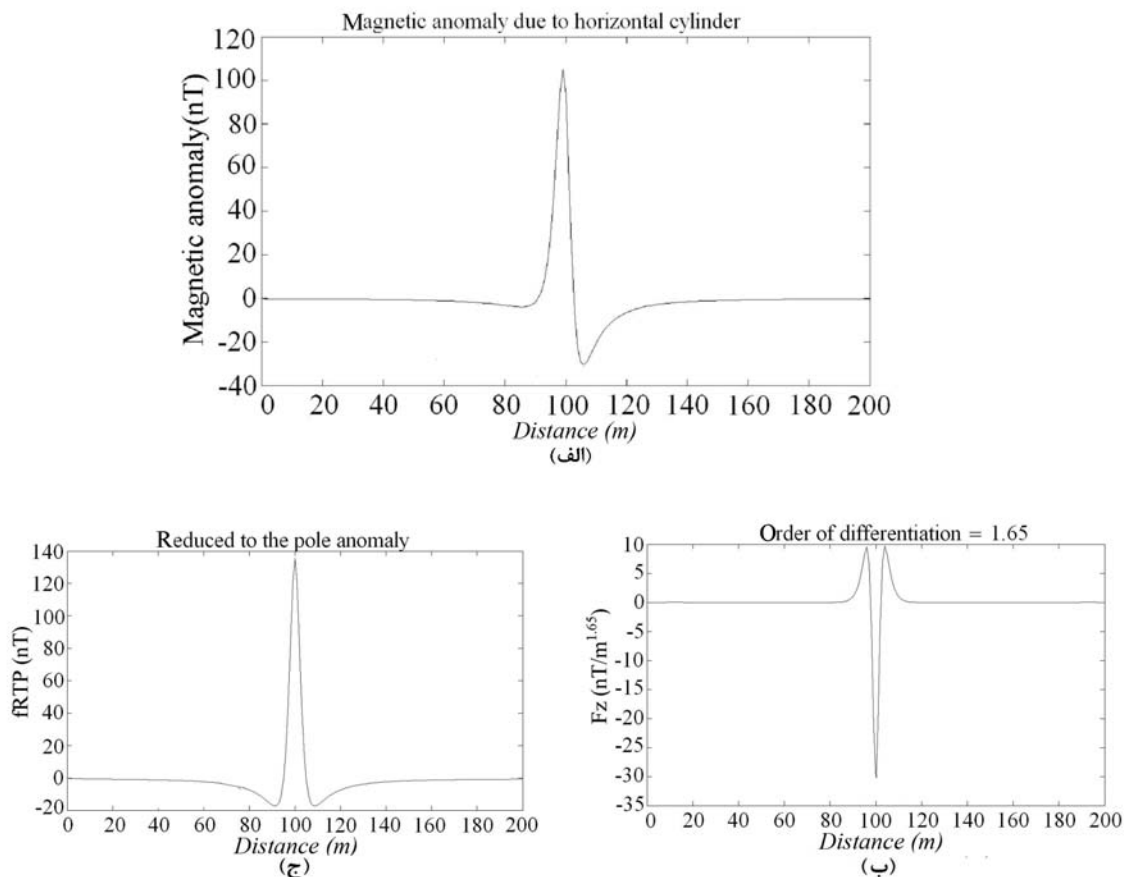 Magnetic anomaly due to horizontal cylinder
Magnetic anomaly(nT)
120
100
80
60
40
20
0
-20
-40
0 20 40 60 80 100 120 140 160 180 200
Distance (m)
(الف)
Reduced to the pole anomaly
fRTP (nT)
140
120
100
80
60
40
20
0
-20
0 20 40 60 80 100 120 140 160 180 200
Distance (m)
(ج)
Order of differentiation = 1.65
Fz (nT/m^1.65)
10
5
0
-5
-10
-15
-20
-25
-30
-35
0 20 40 60 80 100 120 140 160 180 200
Distance (m)
(ب)